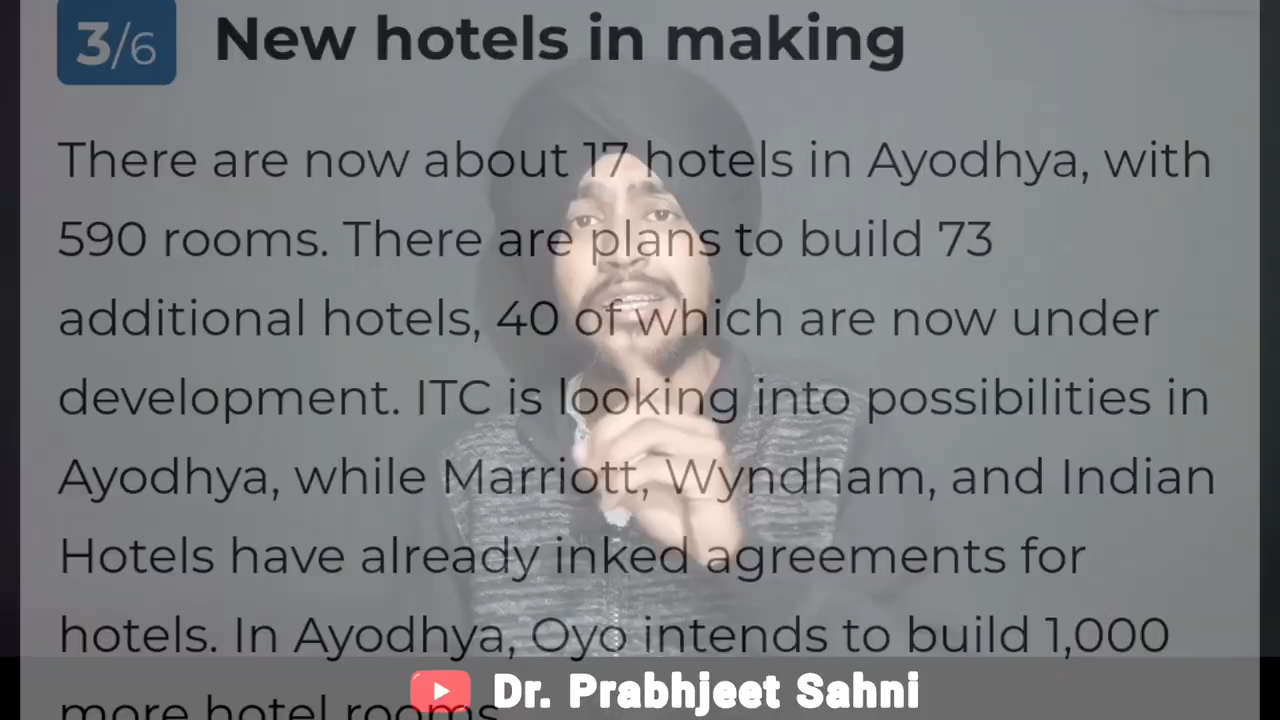 3/6 New hotels in making
There are now about 17 hotels in Ayodhya, with
590 rooms. There are plans to build 73
additional hotels, 40 of which are now under
development. ITC is looking into possibilities in
Ayodhya, while Marriott, Wyndham, and Indian
Hotels have already inked agreements for
hotels. In Ayodhya, Oyo intends to build 1,000
more hotel rooms
Dr. Prabhjeet Sahni